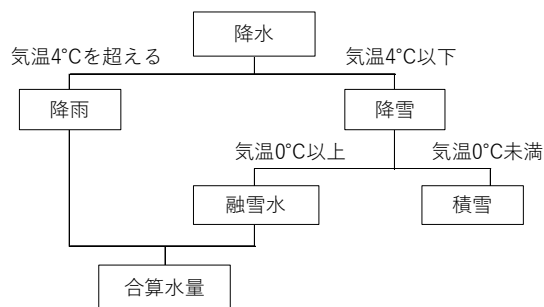 降水
気温4°Cを超える
気温4°C以下
降雨
降雪
気温0°C以上
気温0°C未満
融雪水
積雪
合算水量